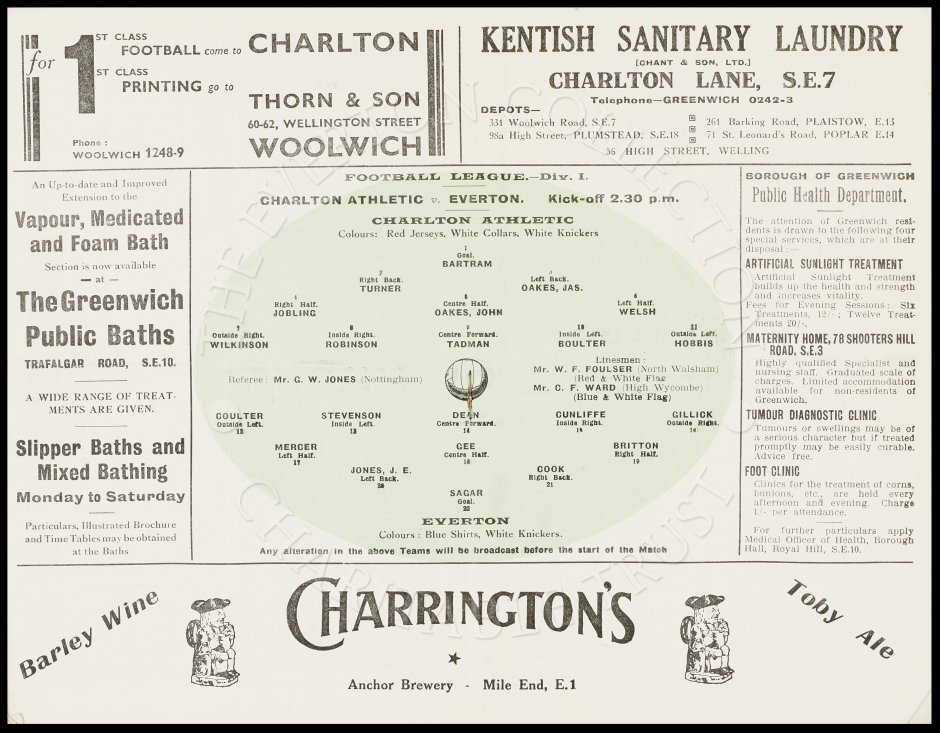 for 1ST CLASS FOOTBALL come to CHARLTON
1ST CLASS PRINTING go to
THORN & SON
60-62, WELLINGTON STREET
Phone :
WOOLWICH 1248-9
WOOLWICH
KENTISH SANITARY LAUNDRY
[CHANT & SON, LTD.]
CHARLTON LANE, S.E.7
Telephone—GREENWICH 0242-3
DEPOTS—
331 Woolwich Road, S.E.7
261 Barking Road, PLAISTOW, E.13
98a High Street, PLUMSTEAD, S.E.18
71 St. Leonard's Road, POPLAR E.14
36 HIGH STREET, WELLING
An Up-to-date and Improved
Extension to the
Vapour, Medicated
and Foam Bath
Section is now available
— at —
The Greenwich
Public Baths
TRAFALGAR ROAD, S.E.10.
A WIDE RANGE OF TREAT-
MENTS ARE GIVEN.
Slipper Baths and
Mixed Bathing
Monday to Saturday
Particulars, Illustrated Brochure
and Time Tables may be obtained
at the Baths
FOOTBALL LEAGUE.—Div. I.
CHARLTON ATHLETIC v. EVERTON. Kick-off 2.30 p.m.
CHARLTON ATHLETIC
Colours: Red Jerseys, White Collars, White Knickers
1
Goal.
BARTRAM
2
Right Back.
TURNER
3
Left Back.
OAKES, JAS.
4
Right Half.
JOBLING
5
Centre Half.
OAKES, JOHN
6
Left Half.
WELSH
7
Outside Right.
WILKINSON
8
Inside Right.
ROBINSON
9
Centre Forward.
TADMAN
10
Inside Left.
BOULTER
11
Outside Left.
HOBBIS
Referee: Mr. G. W. JONES (Nottingham)
Linesmen :
Mr. W. F. FOULSER (North Walsham)
(Red & White Flag
Mr. C. F. WARD (High Wycombe)
(Blue & White Flag)
COULTER
Outside Left.
12
STEVENSON
Inside Left.
13
DEAN
Centre Forward.
14
CUNLIFFE
Inside Right.
GILLICK
Outside Right.
MERCER
Left Half.
17
GEE
Centre Half.
18
BRITTON
Right Half.
19
JONES, J. E.
Left Back.
20
COOK
Right Back.
21
SAGAR
Goal.
22
EVERTON
Colours : Blue Shirts, White Knickers.
Any alteration in the above Teams will be broadcast before the start of the Match
BOROUGH OF GREENWICH
Public Health Department.
The attention of Greenwich resi-
dents is drawn to the following four
special services, which are at their
disposal :—
ARTIFICIAL SUNLIGHT TREATMENT
Artificial Sunlight Treatment
builds up the health and strength
and increases vitality.
Fees for Evening Sessions: Six
Treatments, 12/-; Twelve Treat-
ments 20/-.
MATERNITY HOME, 78 SHOOTERS HILL
ROAD, S.E.3
Highly qualified Specialist and
nursing staff. Graduated scale of
charges. Limited accommodation
available for non-residents of
Greenwich.
TUMOUR DIAGNOSTIC CLINIC
Tumours or swellings may be of
a serious character but if treated
promptly may be easily curable.
Advice free.
FOOT CLINIC
Clinics for the treatment of corns,
bunions, etc., are held every
afternoon and evening. Charge
1/- per attendance.
For further particulars apply
Medical Officer of Health, Borough
Hall, Royal Hill, S.E.10.
Barley Wine
CHARRINGTON'S
Toby Ale
Anchor Brewery - Mile End, E.1
THE EVERTON COLLECTION
CHARITABLE TRUST